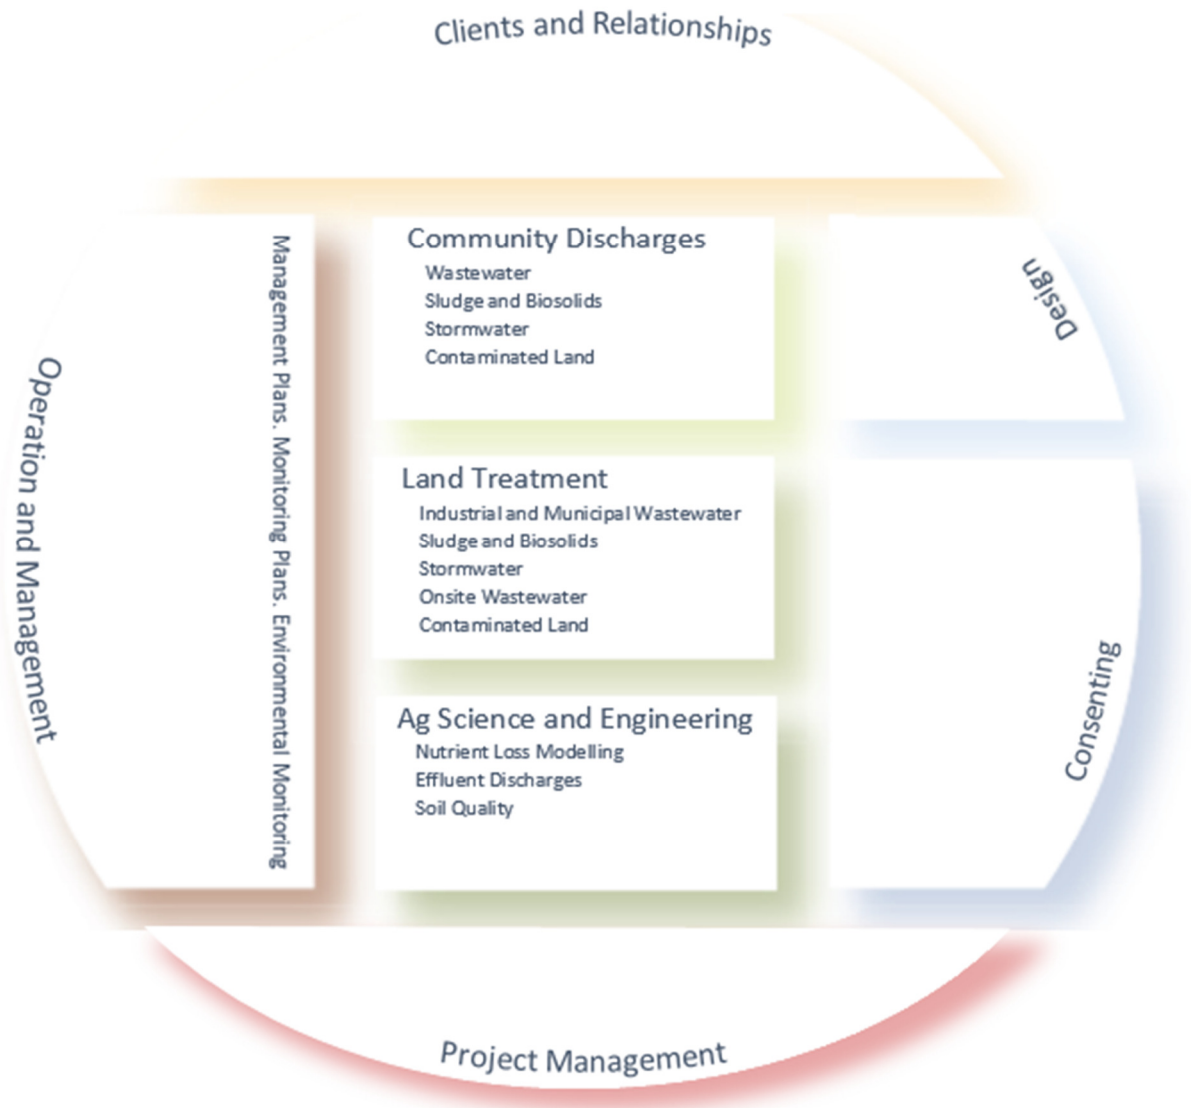 Clients and Relationships
Operation and Management
Management Plans. Monitoring Plans. Environmental Monitoring
Community Discharges
Wastewater
Sludge and Biosolids
Stormwater
Contaminated Land
Land Treatment
Industrial and Municipal Wastewater
Sludge and Biosolids
Stormwater
Onsite Wastewater
Contaminated Land
Ag Science and Engineering
Nutrient Loss Modelling
Effluent Discharges
Soil Quality
Design
Consenting
Project Management